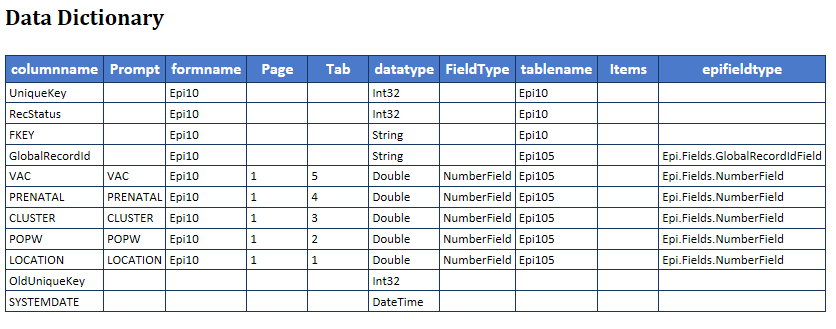 Data Dictionary
columnname Prompt formname Page Tab datatype FieldType tablename Items epifieldtype
UniqueKey Epi10 Int32 Epi10
RecStatus Epi10 Int32 Epi10
FKEY Epi10 String Epi10
GlobalRecordId Epi10 String Epi105 Epi.Fields.GlobalRecordIdField
VAC VAC Epi10 1 5 Double NumberField Epi105 Epi.Fields.NumberField
PRENATAL PRENATAL Epi10 1 4 Double NumberField Epi105 Epi.Fields.NumberField
CLUSTER CLUSTER Epi10 1 3 Double NumberField Epi105 Epi.Fields.NumberField
POPW POPW Epi10 1 2 Double NumberField Epi105 Epi.Fields.NumberField
LOCATION LOCATION Epi10 1 1 Double NumberField Epi105 Epi.Fields.NumberField
OldUniqueKey Int32
SYSTEMDATE DateTime